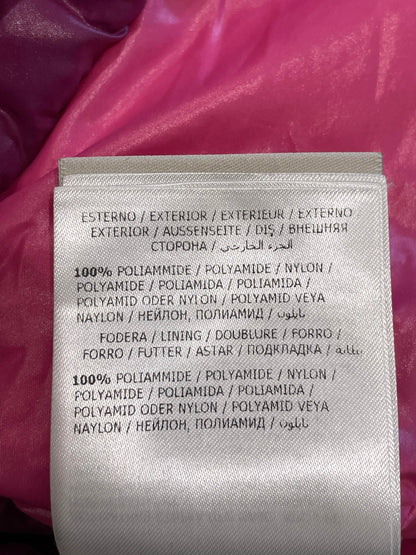 ESTERNO / EXTERIOR / EXTERIEUR / EXTERNO
EXTERIOR / AUSSENSEITE / DIŞ / ВНЕШНЯЯ
СТОРОНА / الجزء الخارجي
100% POLIAMMIDE / POLYAMIDE / NYLON /
POLYAMIDE / POLIAMIDA / POLIAMIDA /
POLYAMID ODER NYLON / POLYAMID VEYA
NAYLON / НЕЙЛОН, ПОЛИАМИД / نايلون
FODERA / LINING / DOUBLURE / FORRO /
FORRO / FUTTER / ASTAR / ПОДКЛАДКА / بطانة
100% POLIAMMIDE / POLYAMIDE / NYLON /
POLYAMIDE / POLIAMIDA / POLIAMIDA /
POLYAMID ODER NYLON / POLYAMID VEYA
NAYLON / НЕЙЛОН, ПОЛИАМИД / نايلون